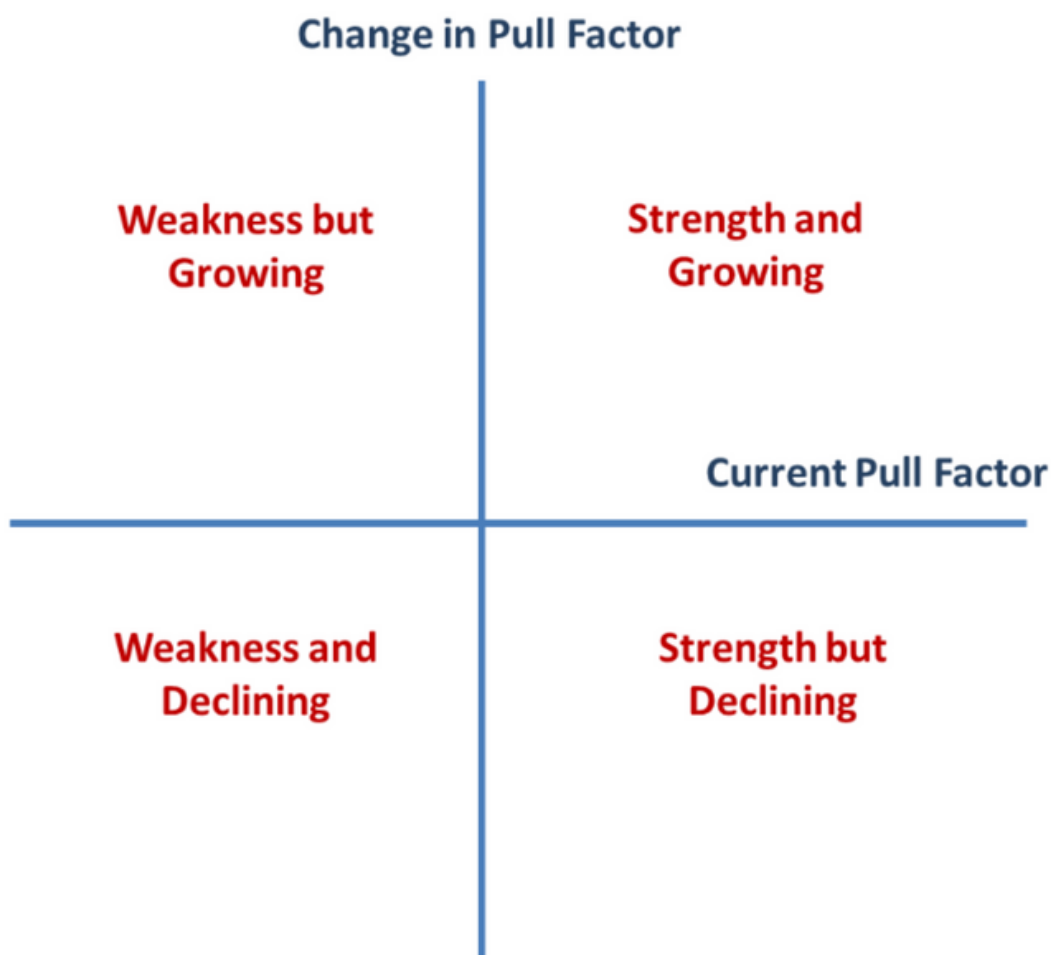 Change in Pull Factor
Weakness but
Growing
Strength and
Growing
Current Pull Factor
Weakness and
Declining
Strength but
Declining